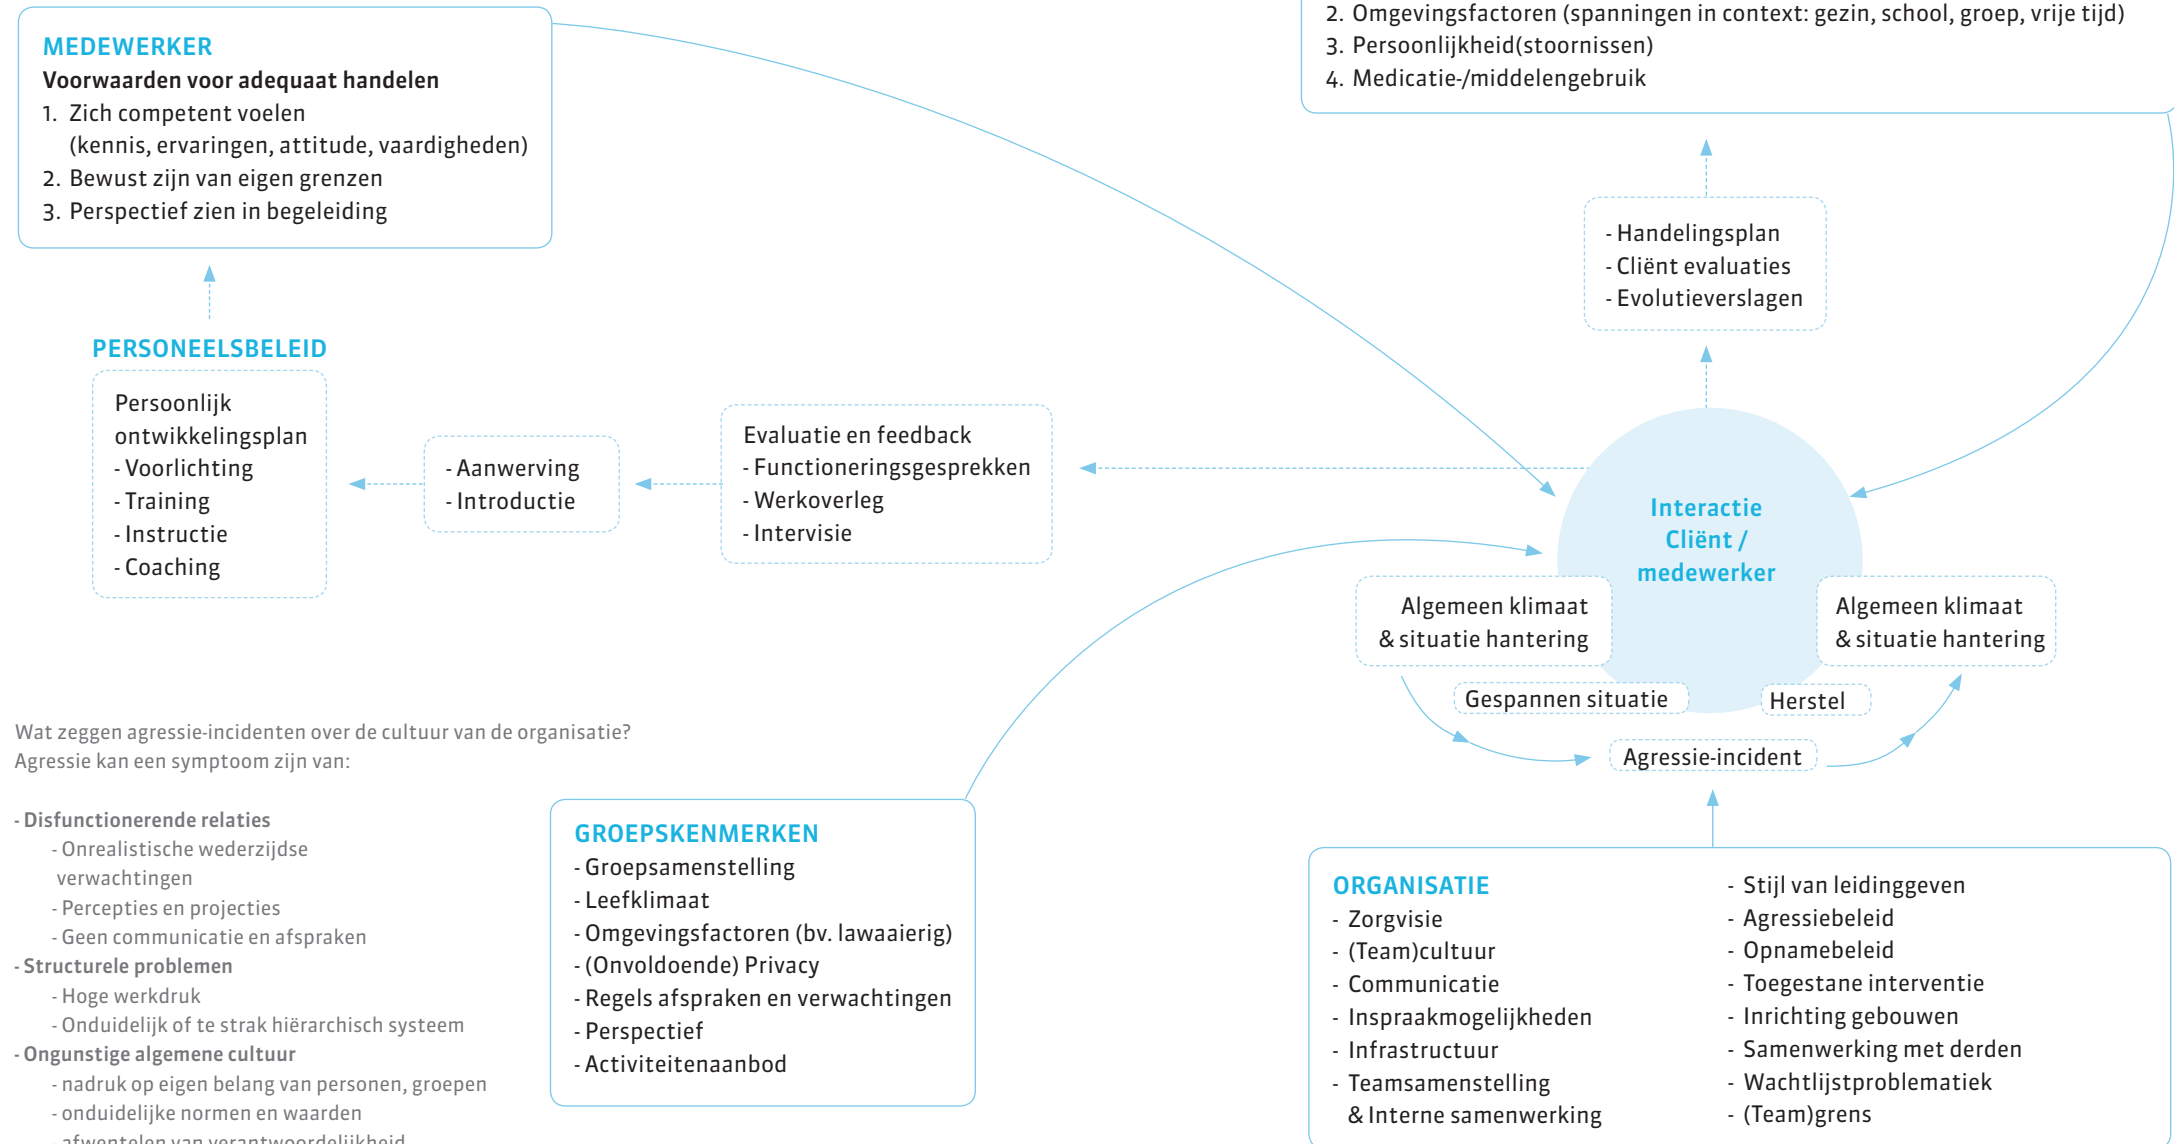 MEDEWERKER
Voorwaarden voor adequaat handelen
1. Zich competent voelen
(kennis, ervaringen, attitude, vaardigheden)
2. Bewust zijn van eigen grenzen
3. Perspectief zien in begeleiding
2. Omgevingsfactoren (spanningen in context: gezin, school, groep, vrije tijd)
3. Persoonlijkheid(stoornissen)
4. Medicatie-/middelengebruik
- Handelingsplan
- Cliënt evaluaties
- Evolutieverslagen
PERSONEELSBELEID
Persoonlijk
ontwikkelingsplan
- Voorlichting
- Training
- Instructie
- Coaching
- Aanwerving
- Introductie
Evaluatie en feedback
- Functioneringsgesprekken
- Werkoverleg
- Intervisie
Interactie
Cliënt /
medewerker
Algemeen klimaat
& situatie hantering
Algemeen klimaat
& situatie hantering
Gespannen situatie
Herstel
Agressie-incident
Wat zeggen agressie-incidenten over de cultuur van de organisatie?
Agressie kan een symptoom zijn van:
- Disfunctionerende relaties
- Onrealistische wederzijdse
verwachtingen
- Percepties en projecties
- Geen communicatie en afspraken
- Structurele problemen
- Hoge werkdruk
- Onduidelijk of te strak hiërarchisch systeem
- Ongunstige algemene cultuur
- nadruk op eigen belang van personen, groepen
- onduidelijke normen en waarden
- afwentelen van verantwoordelijkheid
GROEPSKENMERKEN
- Groepsamenstelling
- Leefklimaat
- Omgevingsfactoren (bv. lawaaierig)
- (Onvoldoende) Privacy
- Regels afspraken en verwachtingen
- Perspectief
- Activiteitenaanbod
ORGANISATIE
- Zorgvisie
- (Team)cultuur
- Communicatie
- Inspraakmogelijkheden
- Infrastructuur
- Teamsamenstelling
& Interne samenwerking
- Stijl van leidinggeven
- Agressiebeleid
- Opnamebeleid
- Toegestane interventie
- Inrichting gebouwen
- Samenwerking met derden
- Wachtlijstproblematiek
- (Team)grens